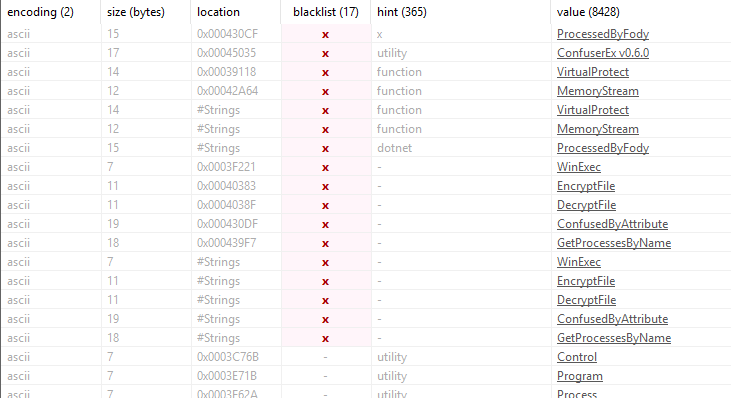 encoding (2) size (bytes) location blacklist (17) hint (365) value (8428)
ascii 15 0x000430CF x x ProcessedByFody
ascii 17 0x00045035 x utility ConfuserEx v0.6.0
ascii 14 0x00039118 x function VirtualProtect
ascii 12 0x00042A64 x function MemoryStream
ascii 14 #Strings x function VirtualProtect
ascii 12 #Strings x function MemoryStream
ascii 15 #Strings x dotnet ProcessedByFody
ascii 7 0x0003F221 x - WinExec
ascii 11 0x00040383 x - EncryptFile
ascii 11 0x0004038F x - DecryptFile
ascii 19 0x000430DF x - ConfusedByAttribute
ascii 18 0x000439F7 x - GetProcessesByName
ascii 7 #Strings x - WinExec
ascii 11 #Strings x - EncryptFile
ascii 11 #Strings x - DecryptFile
ascii 19 #Strings x - ConfusedByAttribute
ascii 18 #Strings x - GetProcessesByName
ascii 7 0x0003C76B - utility Control
ascii 7 0x0003E71B - utility Program
ascii 7 0x0003F62A - utility Process